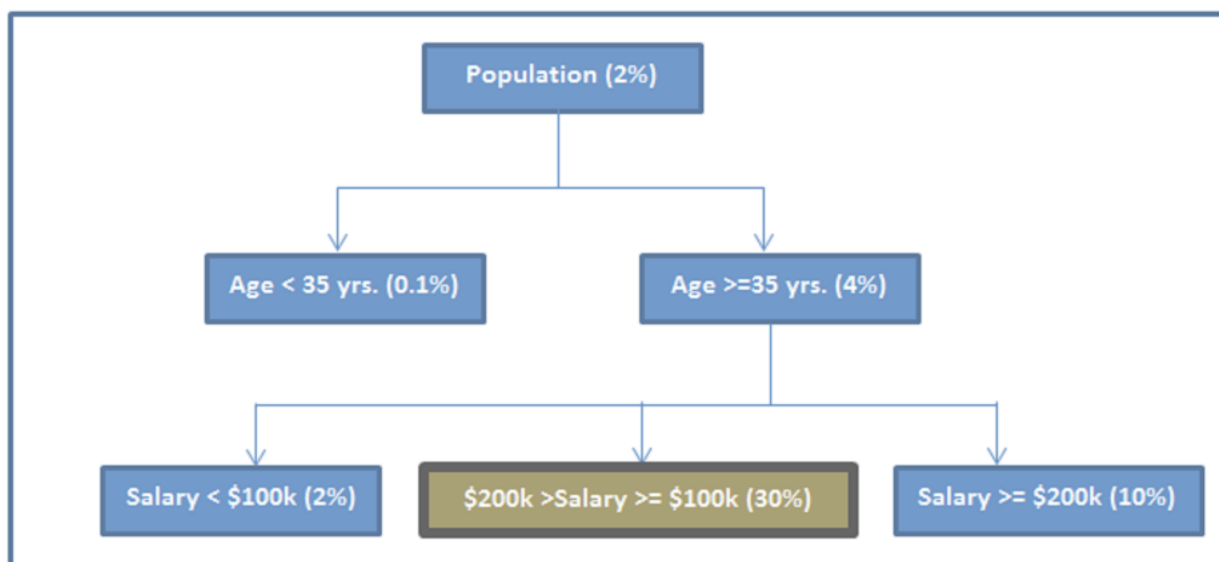 Population (2%)
Age < 35 yrs. (0.1%)
Age >=35 yrs. (4%)
Salary < $100k (2%)
$200k >Salary >= $100k (30%)
Salary >= $200k (10%)